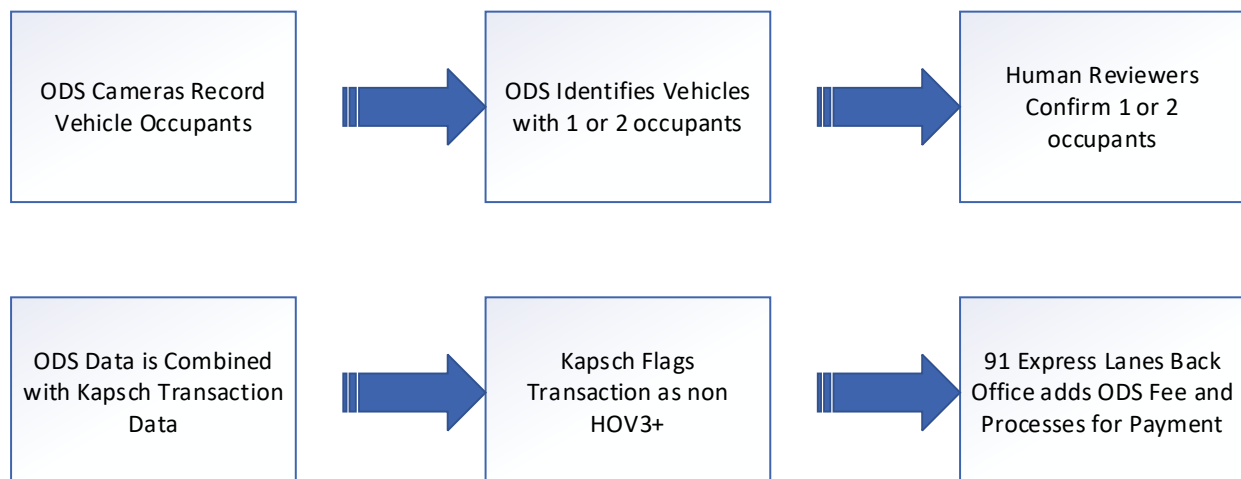 ODS Cameras Record
Vehicle Occupants
ODS Identifies Vehicles
with 1 or 2 occupants
Human Reviewers
Confirm 1 or 2
occupants
ODS Data is Combined
with Kapsch Transaction
Data
Kapsch Flags
Transaction as non
HOV3+
91 Express Lanes Back
Office adds ODS Fee and
Processes for Payment